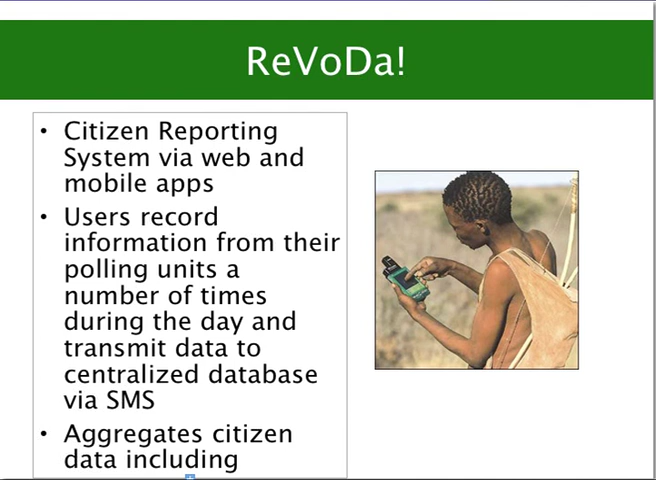 ReVoDa!
• Citizen Reporting
System via web and
mobile apps
• Users record
information from their
polling units a
number of times
during the day and
transmit data to
centralized database
via SMS
• Aggregates citizen
data including